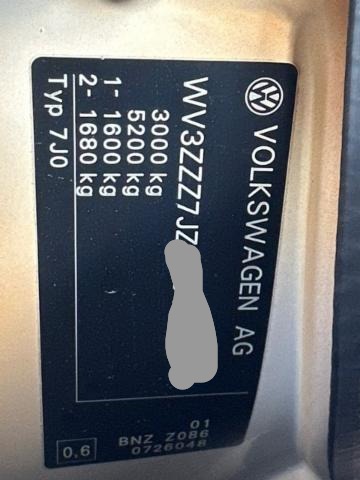 VOLKSWAGEN AG
WV3ZZZ7JZ
3000 kg
5200 kg
1- 1600 kg
2- 1680 kg
Typ 7J0
01
BNZ Z086
0726048
0,6